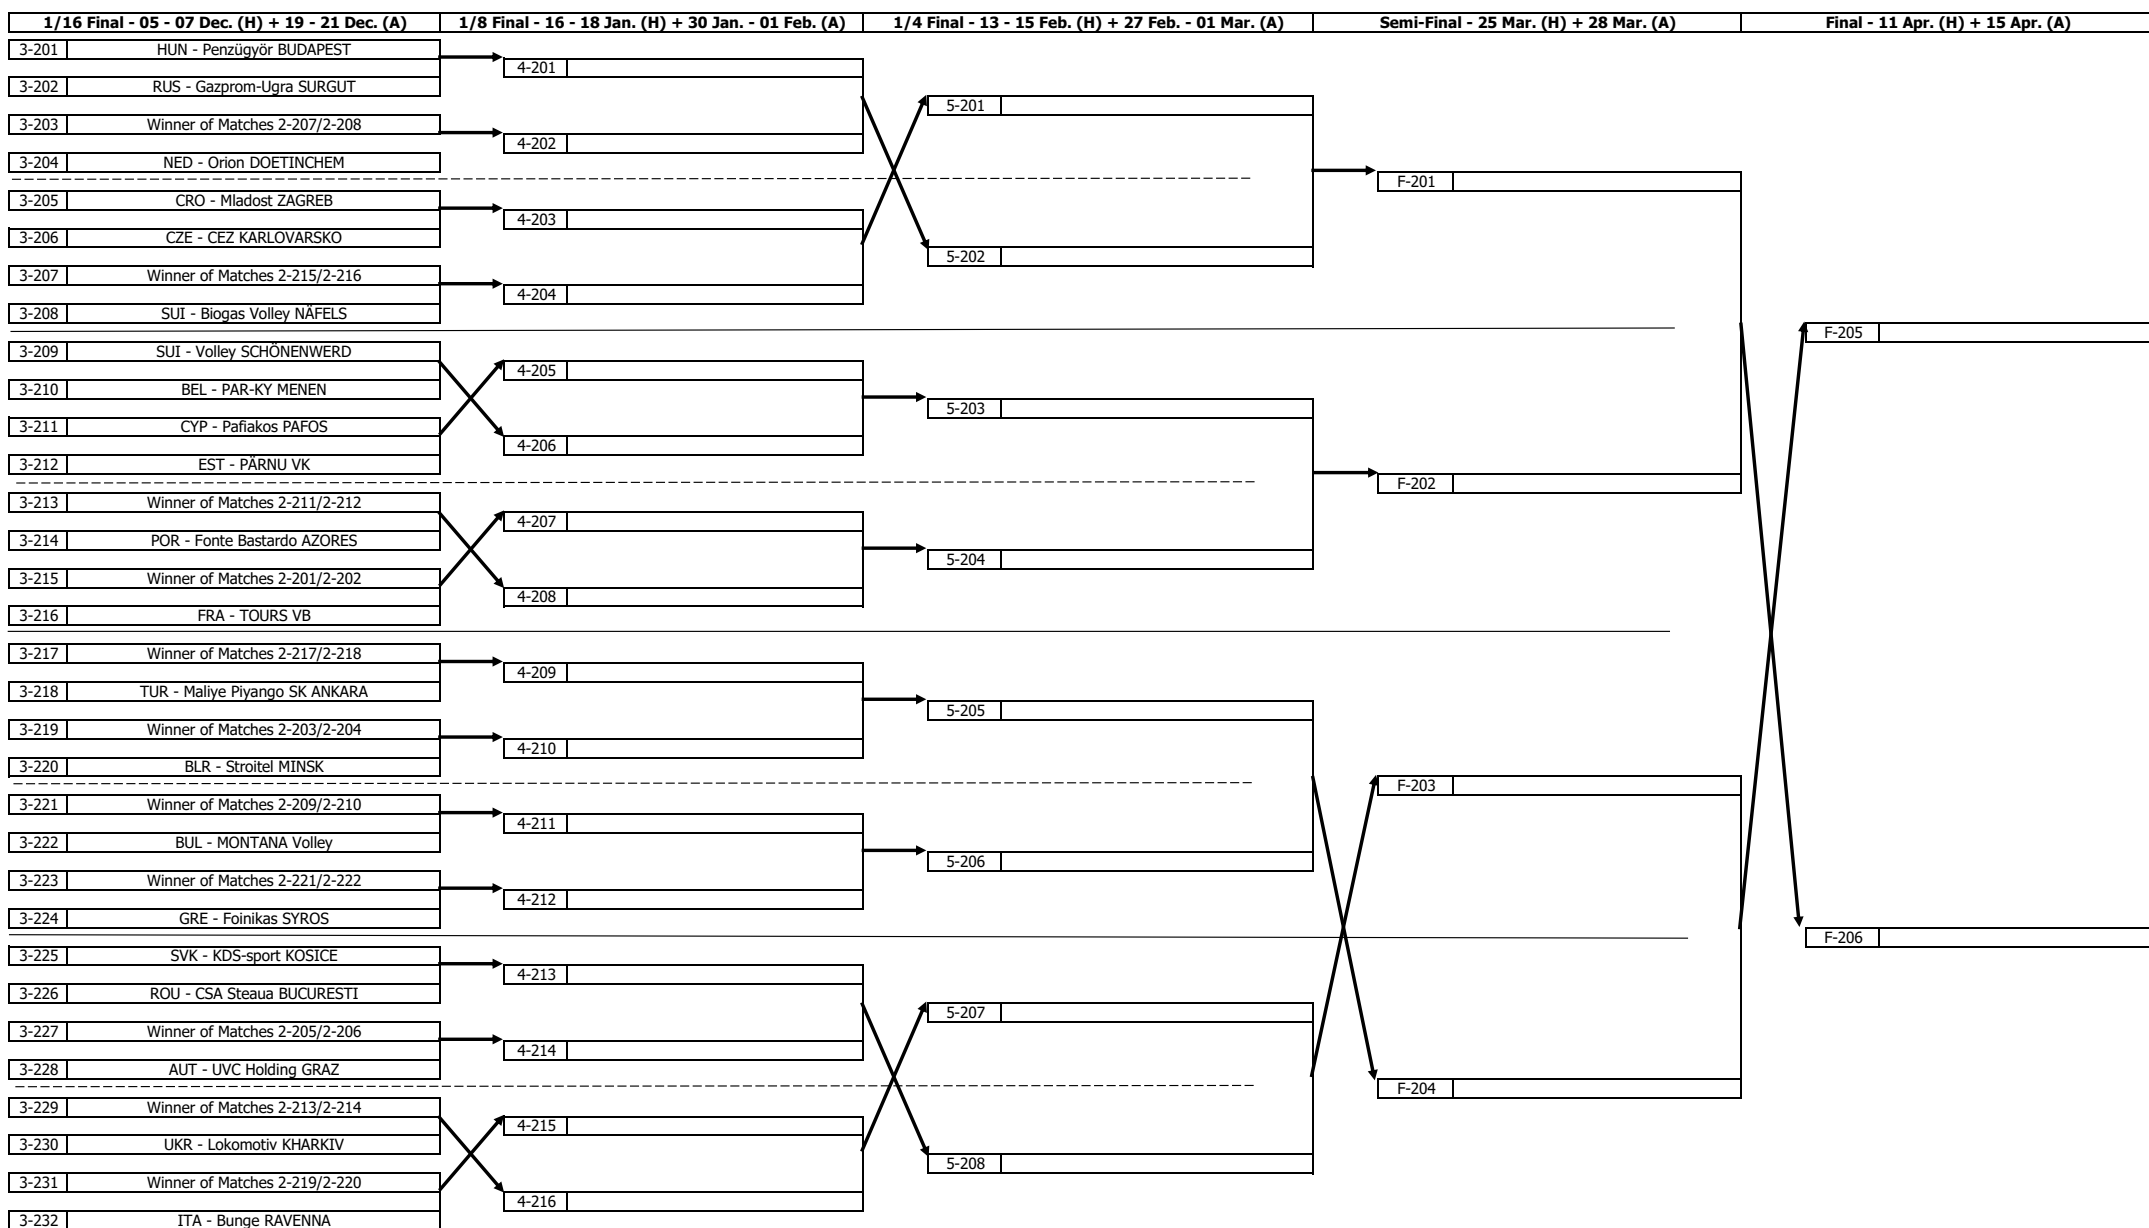 1/16 Final - 05 - 07 Dec. (H) + 19 - 21 Dec. (A) 1/8 Final - 16 - 18 Jan. (H) + 30 Jan. - 01 Feb. (A) 1/4 Final - 13 - 15 Feb. (H) + 27 Feb. - 01 Mar. (A) Semi-Final - 25 Mar. (H) + 28 Mar. (A) Final - 11 Apr. (H) + 15 Apr. (A)
3-201 HUN - Penzügyör BUDAPEST
4-201
3-202 RUS - Gazprom-Ugra SURGUT
5-201
3-203 Winner of Matches 2-207/2-208
4-202
3-204 NED - Orion DOETINCHEM
F-201
3-205 CRO - Mladost ZAGREB
4-203
3-206 CZE - CEZ KARLOVARSKO
5-202
3-207 Winner of Matches 2-215/2-216
4-204
3-208 SUI - Biogas Volley NÄFELS
F-205
3-209 SUI - Volley SCHÖNENWERD
4-205
3-210 BEL - PAR-KY MENEN
5-203
3-211 CYP - Pafiakos PAFOS
4-206
3-212 EST - PÄRNU VK
F-202
3-213 Winner of Matches 2-211/2-212
4-207
3-214 POR - Fonte Bastardo AZORES
5-204
3-215 Winner of Matches 2-201/2-202
4-208
3-216 FRA - TOURS VB
3-217 Winner of Matches 2-217/2-218
4-209
3-218 TUR - Maliye Piyango SK ANKARA
5-205
3-219 Winner of Matches 2-203/2-204
4-210
3-220 BLR - Stroitel MINSK
F-203
3-221 Winner of Matches 2-209/2-210
4-211
3-222 BUL - MONTANA Volley
5-206
3-223 Winner of Matches 2-221/2-222
4-212
3-224 GRE - Foinikas SYROS
F-206
3-225 SVK - KDS-sport KOSICE
4-213
3-226 ROU - CSA Steaua BUCURESTI
5-207
3-227 Winner of Matches 2-205/2-206
4-214
3-228 AUT - UVC Holding GRAZ
F-204
3-229 Winner of Matches 2-213/2-214
4-215
3-230 UKR - Lokomotiv KHARKIV
5-208
3-231 Winner of Matches 2-219/2-220
4-216
3-232 ITA - Bunge RAVENNA